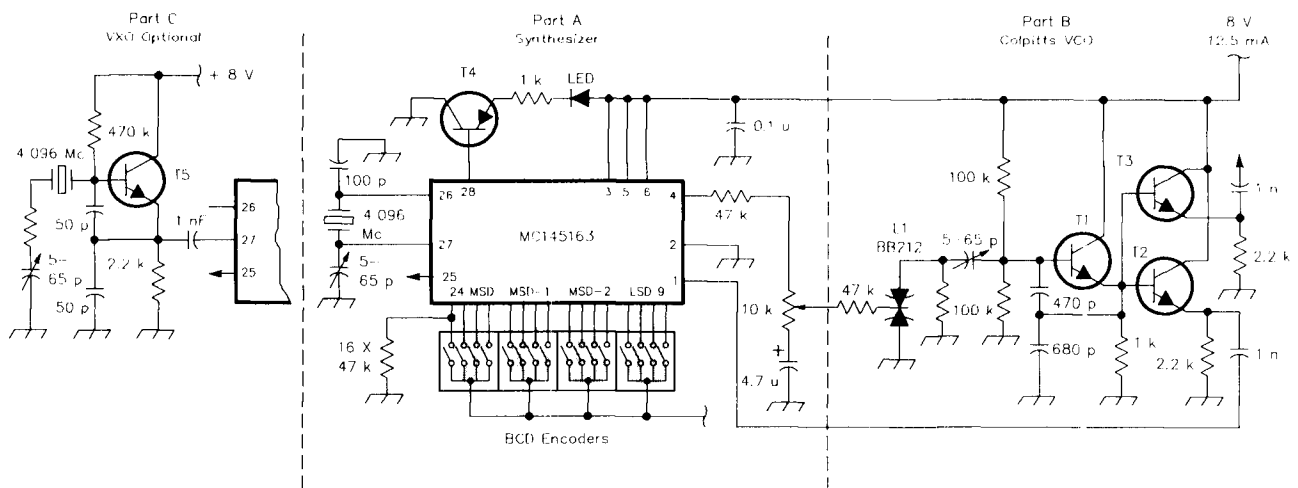 Part C
VXO Optional
+ 8 V
470 k
4 096 Mc
T5
50 p
1 nF
26
27
25
5-
65 p
2.2 k
50 p
Part A
Synthesizer
T4
1 k
LED
0.1 u
100 p
26
28
3
5
6
4
47 k
4 096
Mc
MC145163
2
27
1
5-
65 p
25
24 MSD
MSD-1
MSD-2
LSD 9
10 k
16 X
47 k
4.7 u
BCD Encoders
Part B
Colpitts VCO
8 V
12.5 mA
100 k
T3
1 n
L1
BB212
5-65 p
T1
T2
2.2 k
47 k
100 k
470 p
680 p
1 k
2.2 k
1 n